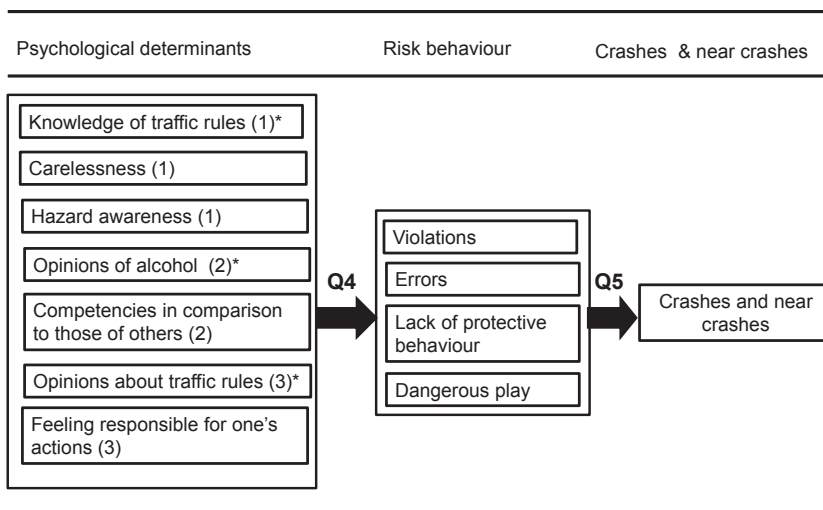 Psychological determinants
Risk behaviour
Crashes & near crashes
Knowledge of traffic rules (1)*
Carelessness (1)
Hazard awareness (1)
Opinions of alcohol (2)*
Competencies in comparison
to those of others (2)
Opinions about traffic rules (3)*
Feeling responsible for one's
actions (3)
Q4
Violations
Errors
Lack of protective
behaviour
Dangerous play
Q5
Crashes and near
crashes